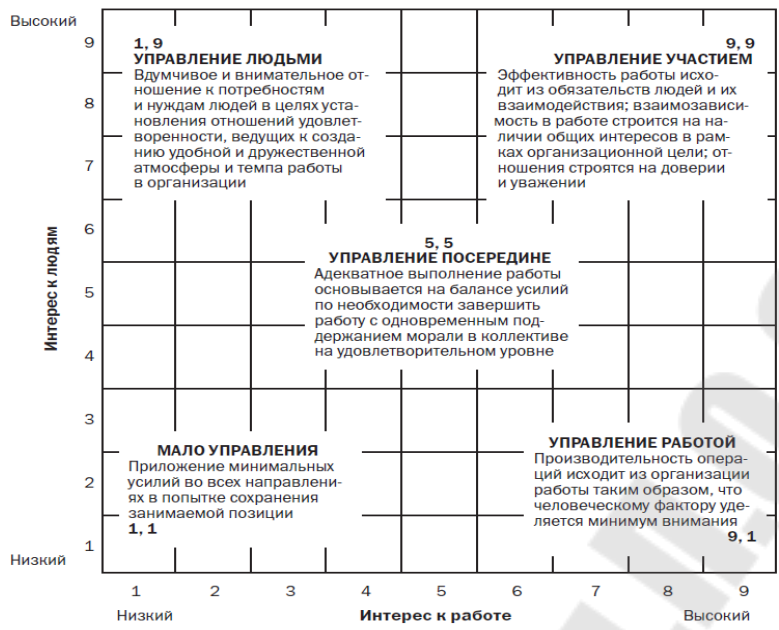 Высокий
9
1, 9
УПРАВЛЕНИЕ ЛЮДЬМИ
Вдумчивое и внимательное от-
ношение к потребностям
и нуждам людей в целях уста-
новления отношений удовлет-
воренности, ведущих к созда-
нию удобной и дружественной
атмосферы и темпа работы
в организации
9, 9
УПРАВЛЕНИЕ УЧАСТИЕМ
Эффективность работы исхо-
дит из обязательств людей и их
взаимодействия; взаимозависи-
мость в работе строится на на-
личии общих интересов в рам-
ках организационной цели; от-
ношения строятся на доверии
и уважении
8
7
6
Интерес к людям
5, 5
УПРАВЛЕНИЕ ПОСЕРЕДИНЕ
Адекватное выполнение работы
основывается на балансе усилий
по необходимости завершить
работу с одновременным под-
держанием морали в коллективе
на удовлетворительном уровне
5
4
3
МАЛО УПРАВЛЕНИЯ
Приложение минимальных
усилий во всех направлени-
ях в попытке сохранения
занимаемой позиции
1, 1
УПРАВЛЕНИЕ РАБОТОЙ
Производительность опера-
ций исходит из организации
работы таким образом, что
человеческому фактору уде-
ляется минимум внимания
9, 1
2
1
Низкий
1 2 3 4 5 6 7 8 9
Низкий Интерес к работе Высокий